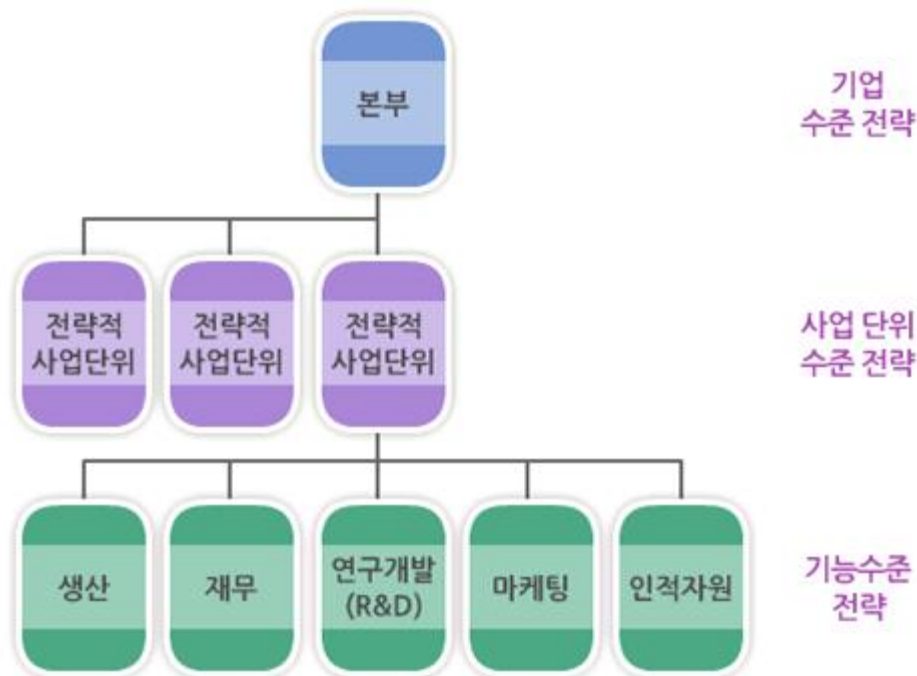 본부
기업
수준 전략
전략적
사업단위
전략적
사업단위
전략적
사업단위
사업 단위
수준 전략
생산
재무
연구개발
(R&D)
마케팅
인적자원
기능수준
전략